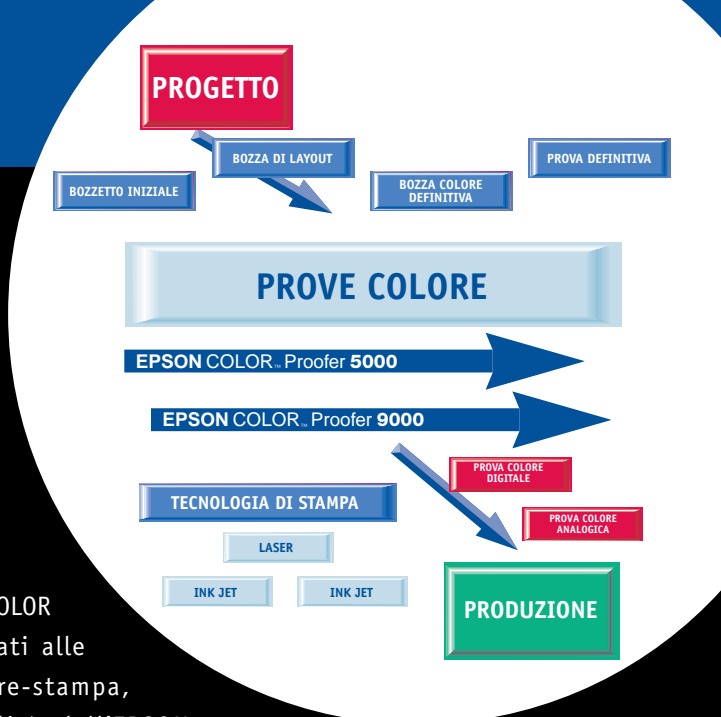 PROGETTO
BOZZA DI LAYOUT
PROVA DEFINITIVA
BOZZETTO INIZIALE
BOZZA COLORE
DEFINITIVA
PROVE COLORE
EPSON COLOR™ Proofer 5000
EPSON COLOR™ Proofer 9000
PROVA COLORE
DIGITALE
TECNOLOGIA DI STAMPA
PROVA COLORE
ANALOGICA
LASER
INK JET
INK JET
PRODUZIONE
OLOR
ati alle
re-stampa,